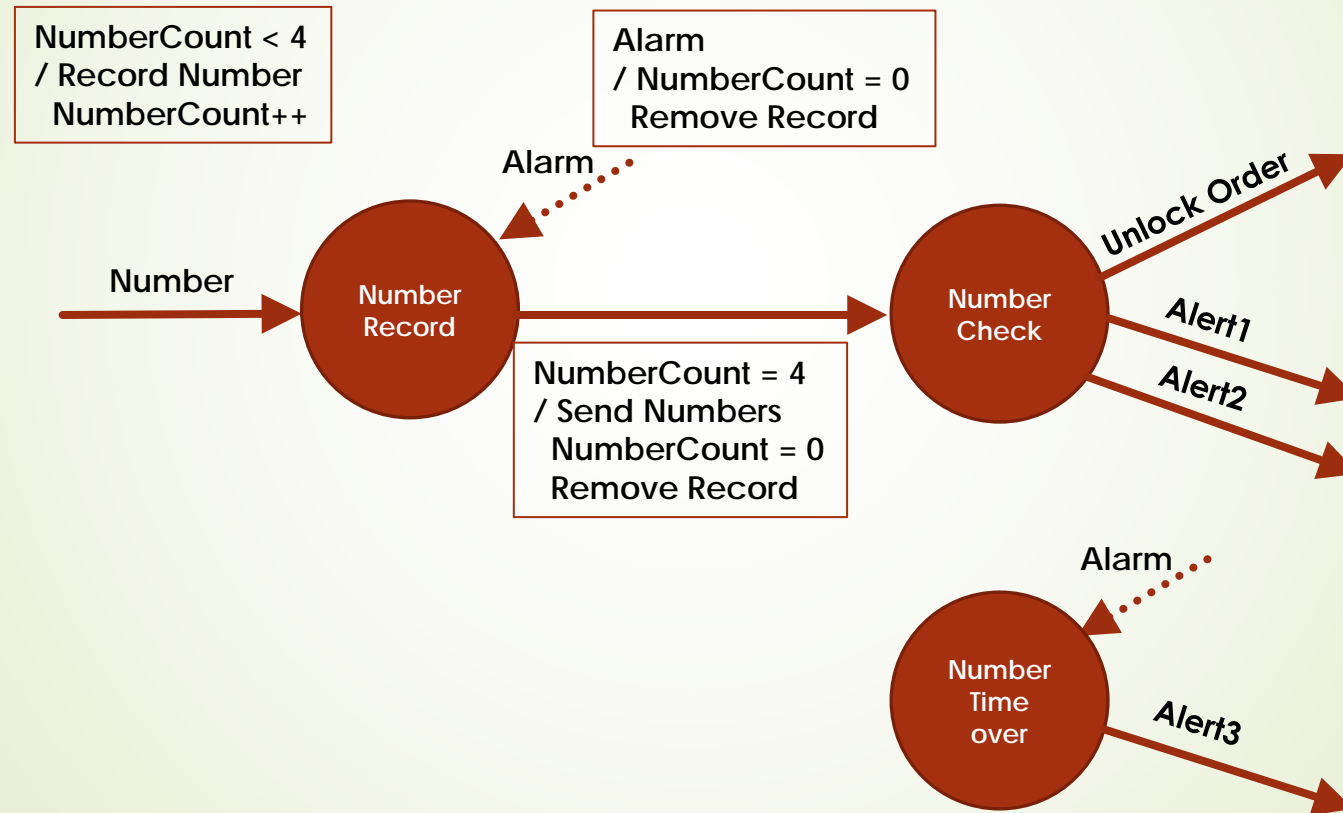 NumberCount < 4
/ Record Number
NumberCount++
Alarm
/ NumberCount = 0
Remove Record
Alarm
Number
Number
Record
NumberCount = 4
/ Send Numbers
NumberCount = 0
Remove Record
Number
Check
Unlock Order
Alert1
Alert2
Alarm
Number
Time
over
Alert3